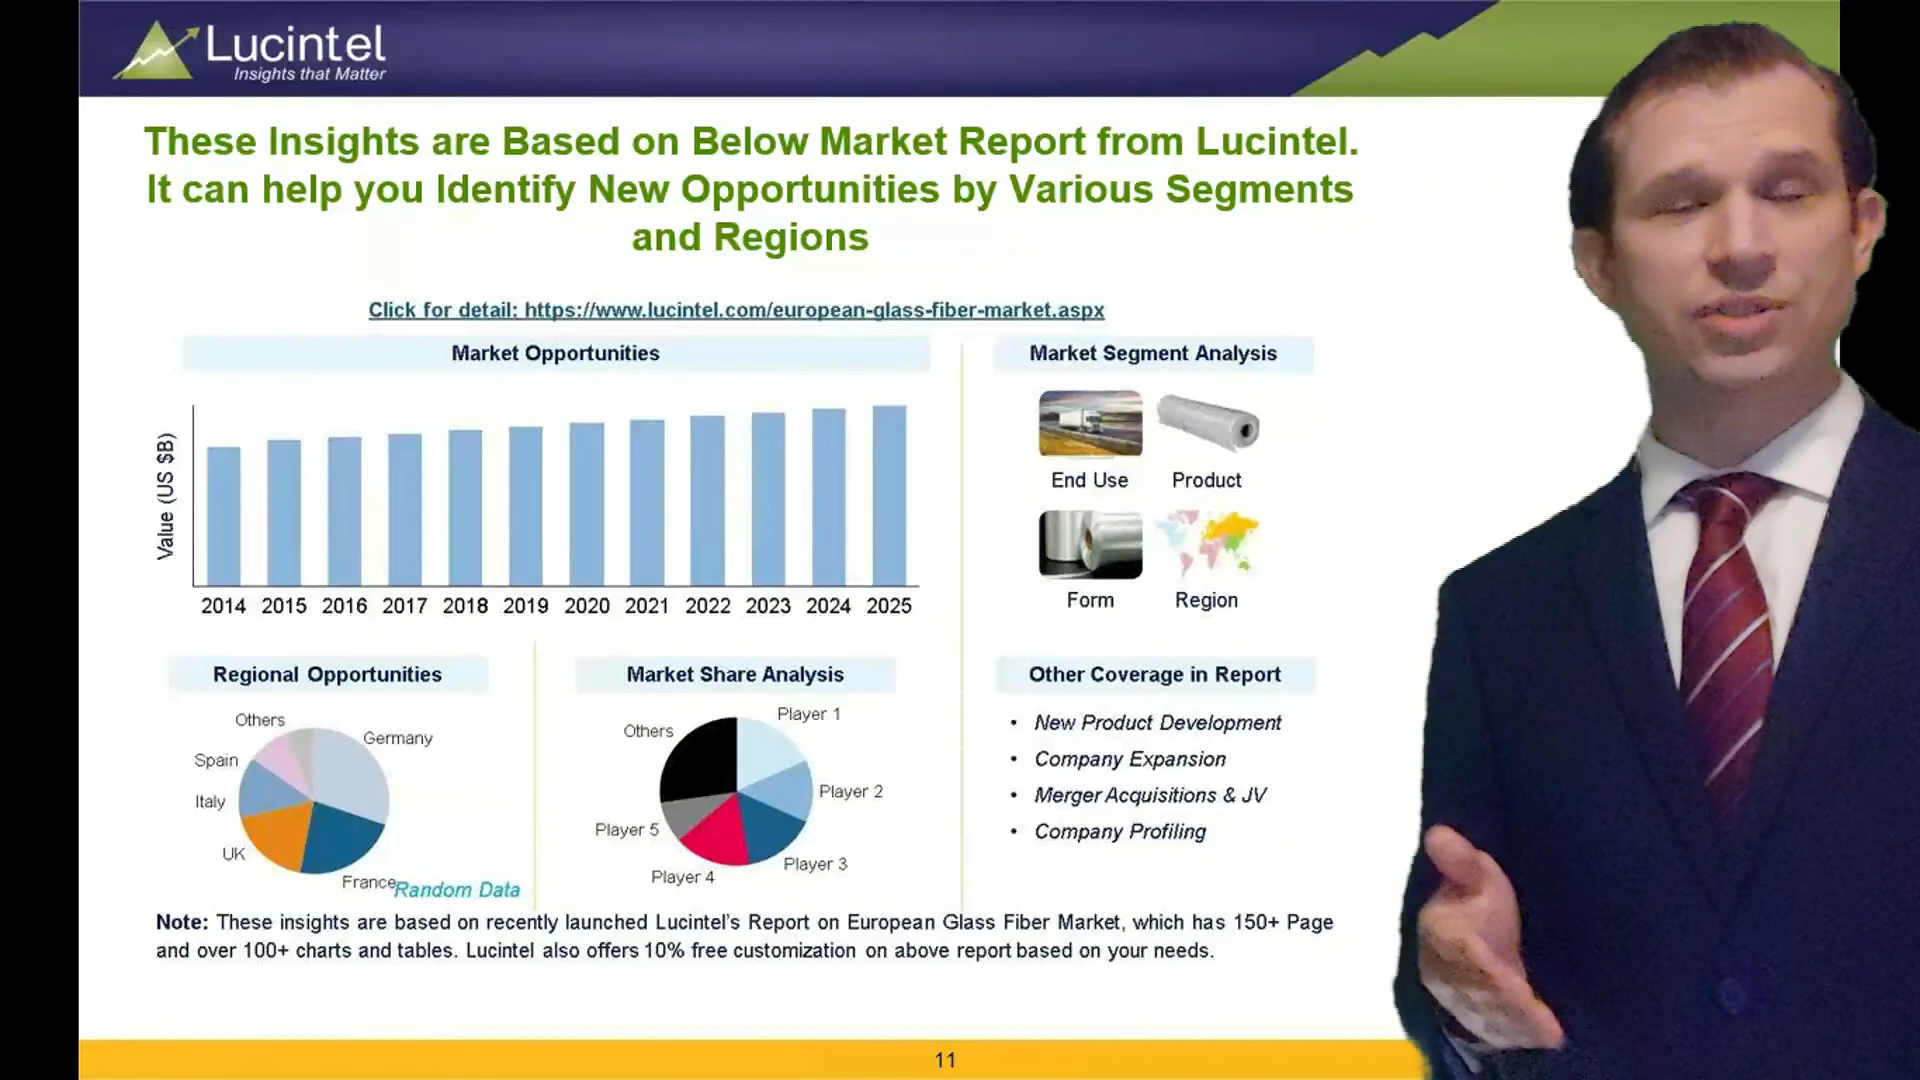 Lucintel
Insights that Matter
These Insights are Based on Below Market Report from Lucintel.
It can help you Identify New Opportunities by Various Segments
and Regions
Click for detail: https://www.lucintel.com/european-glass-fiber-market.aspx
Market Opportunities
Value (US $B)
2014 2015 2016 2017 2018 2019 2020 2021 2022 2023 2024 2025
Market Segment Analysis
End Use
Product
Form
Region
Regional Opportunities
Others
Germany
Spain
Italy
UK
France
Random Data
Market Share Analysis
Player 1
Others
Player 2
Player 5
Player 3
Player 4
Other Coverage in Report
• New Product Development
• Company Expansion
• Merger Acquisitions & JV
• Company Profiling
Note: These insights are based on recently launched Lucintel's Report on European Glass Fiber Market, which has 150+ Page
and over 100+ charts and tables. Lucintel also offers 10% free customization on above report based on your needs.
11